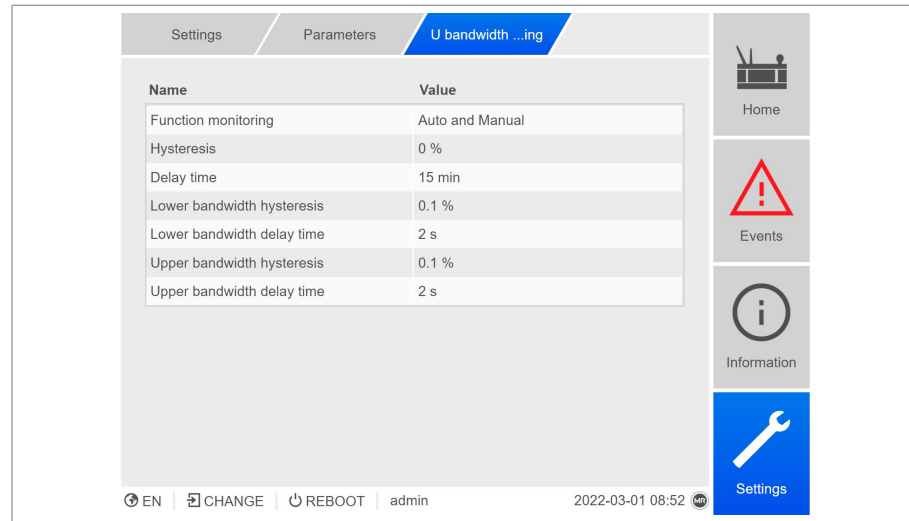 Settings Parameters U bandwidth ...ing
Name Value
Function monitoring Auto and Manual
Hysteresis 0 %
Delay time 15 min
Lower bandwidth hysteresis 0.1 %
Lower bandwidth delay time 2 s
Upper bandwidth hysteresis 0.1 %
Upper bandwidth delay time 2 s
Home
Events
Information
Settings
EN CHANGE REBOOT admin 2022-03-01 08:52 MR